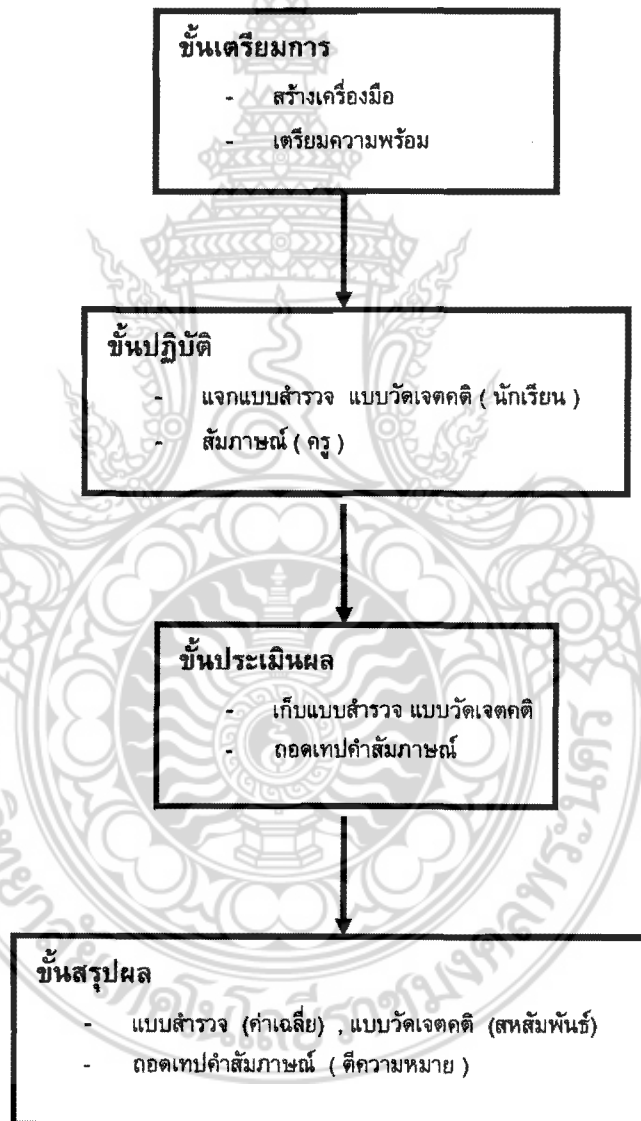 ขั้นเตรียมการ
- สร้างเครื่องมือ
- เตรียมความพร้อม
ขั้นปฏิบัติ
- แจกแบบสำรวจ แบบวัดเจตคติ ( นักเรียน )
- สัมภาษณ์ ( ครู )
ขั้นประเมินผล
- เก็บแบบสำรวจ แบบวัดเจตคติ
- ถอดเทปคำสัมภาษณ์
ขั้นสรุปผล
- แบบสำรวจ (ค่าเฉลี่ย) , แบบวัดเจตคติ (สหสัมพันธ์)
- ถอดเทปคำสัมภาษณ์ ( ตีความหมาย )